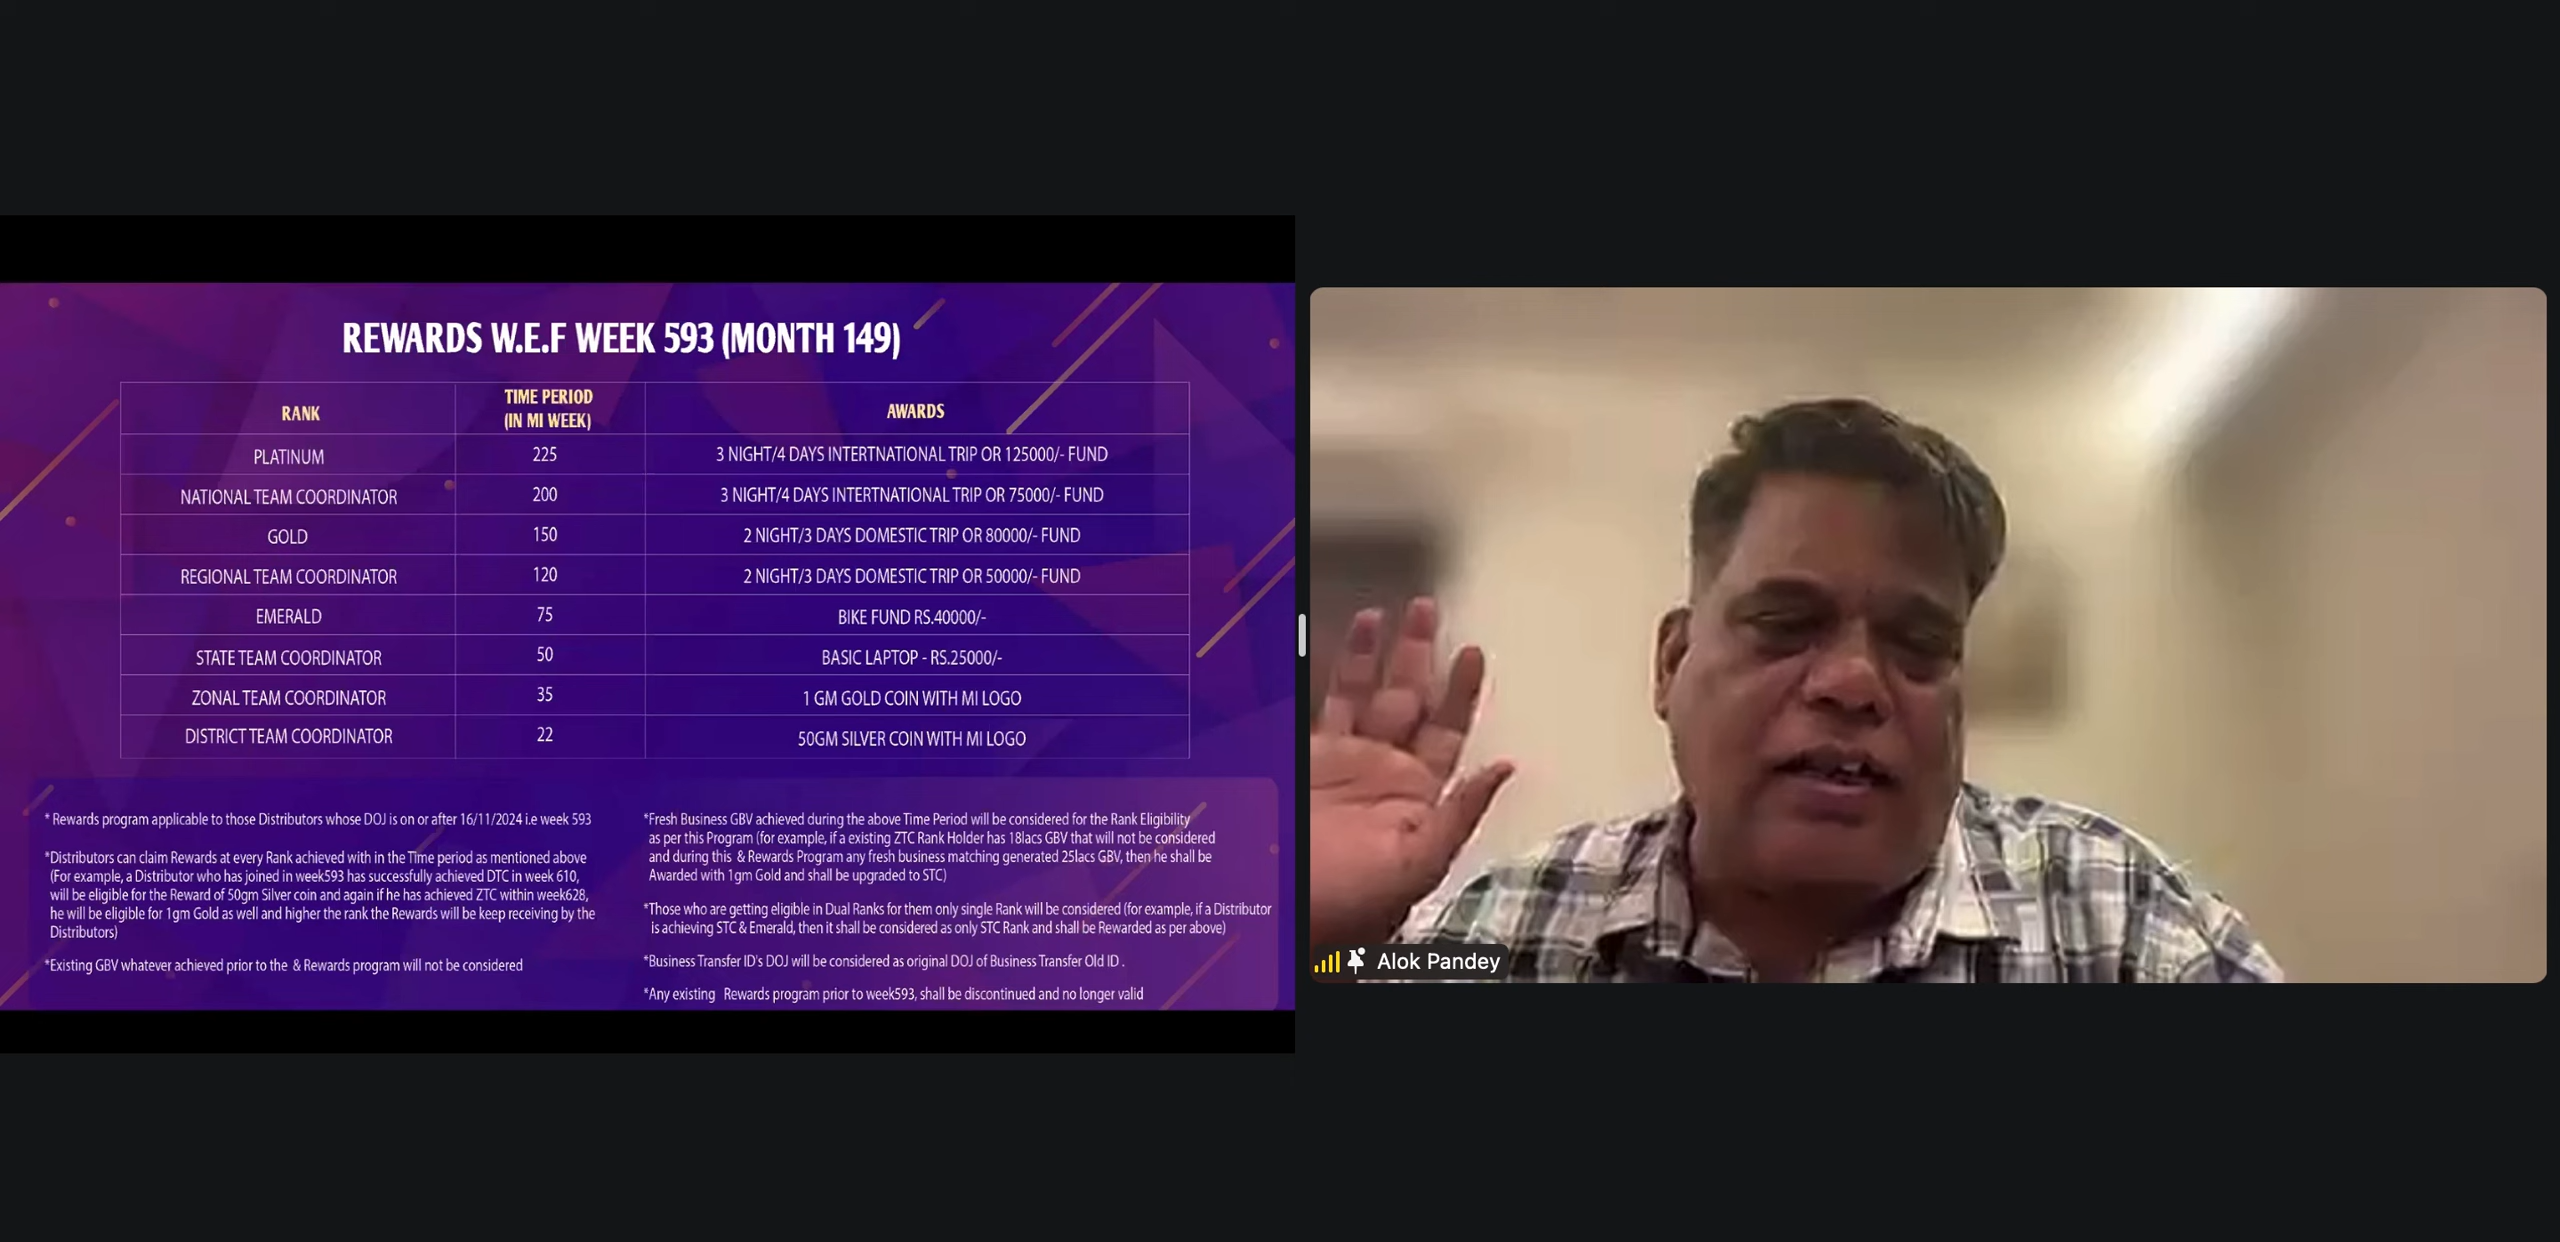 REWARDS W.E.F WEEK 593 (MONTH 149)
RANK TIME PERIOD (IN MI WEEK) AWARDS
PLATINUM 225 3 NIGHT/4 DAYS INTERTNATIONAL TRIP OR 125000/- FUND
NATIONAL TEAM COORDINATOR 200 3 NIGHT/4 DAYS INTERTNATIONAL TRIP OR 75000/- FUND
GOLD 150 2 NIGHT/3 DAYS DOMESTIC TRIP OR 80000/- FUND
REGIONAL TEAM COORDINATOR 120 2 NIGHT/3 DAYS DOMESTIC TRIP OR 50000/- FUND
EMERALD 75 BIKE FUND RS.40000/-
STATE TEAM COORDINATOR 50 BASIC LAPTOP - RS.25000/-
ZONAL TEAM COORDINATOR 35 1 GM GOLD COIN WITH MI LOGO
DISTRICT TEAM COORDINATOR 22 50GM SILVER COIN WITH MI LOGO
* Rewards program applicable to those Distributors whose DOJ is on or after 16/11/2024 i.e week 593
*Distributors can claim Rewards at every Rank achieved with in the Time period as mentioned above
(For example, a Distributor who has joined in week593 has successfully achieved DTC in week 610,
will be eligible for the Reward of 50gm Silver coin and again if he has achieved ZTC within week628,
he will be eligible for 1gm Gold as well and higher the rank the Rewards will be keep receiving by the
Distributors)
*Existing GBV whatever achieved prior to the & Rewards program will not be considered
*Fresh Business GBV achieved during the above Time Period will be considered for the Rank Eligibility
as per this Program (for example, if a existing ZTC Rank Holder has 18lacs GBV that will not be considered
and during this & Rewards Program any fresh business matching generated 25lacs GBV, then he shall be
Awarded with 1gm Gold and shall be upgraded to STC)
*Those who are getting eligible in Dual Ranks for them only single Rank will be considered (for example, if a Distributor
is achieving STC & Emerald, then it shall be considered as only STC Rank and shall be Rewarded as per above)
*Business Transfer ID's DOJ will be considered as original DOJ of Business Transfer Old ID .
*Any existing Rewards program prior to week593, shall be discontinued and no longer valid
Alok Pandey